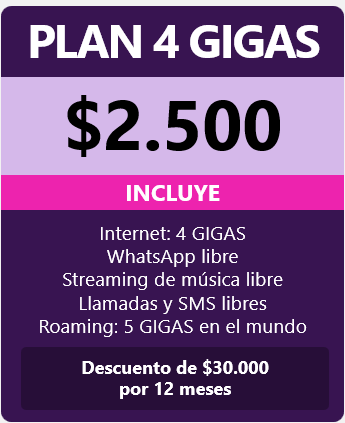 PLAN 4 GIGAS
$2.500
INCLUYE
Internet: 4 GIGAS
WhatsApp libre
Streaming de música libre
Llamadas y SMS libres
Roaming: 5 GIGAS en el mundo
Descuento de $30.000
por 12 meses